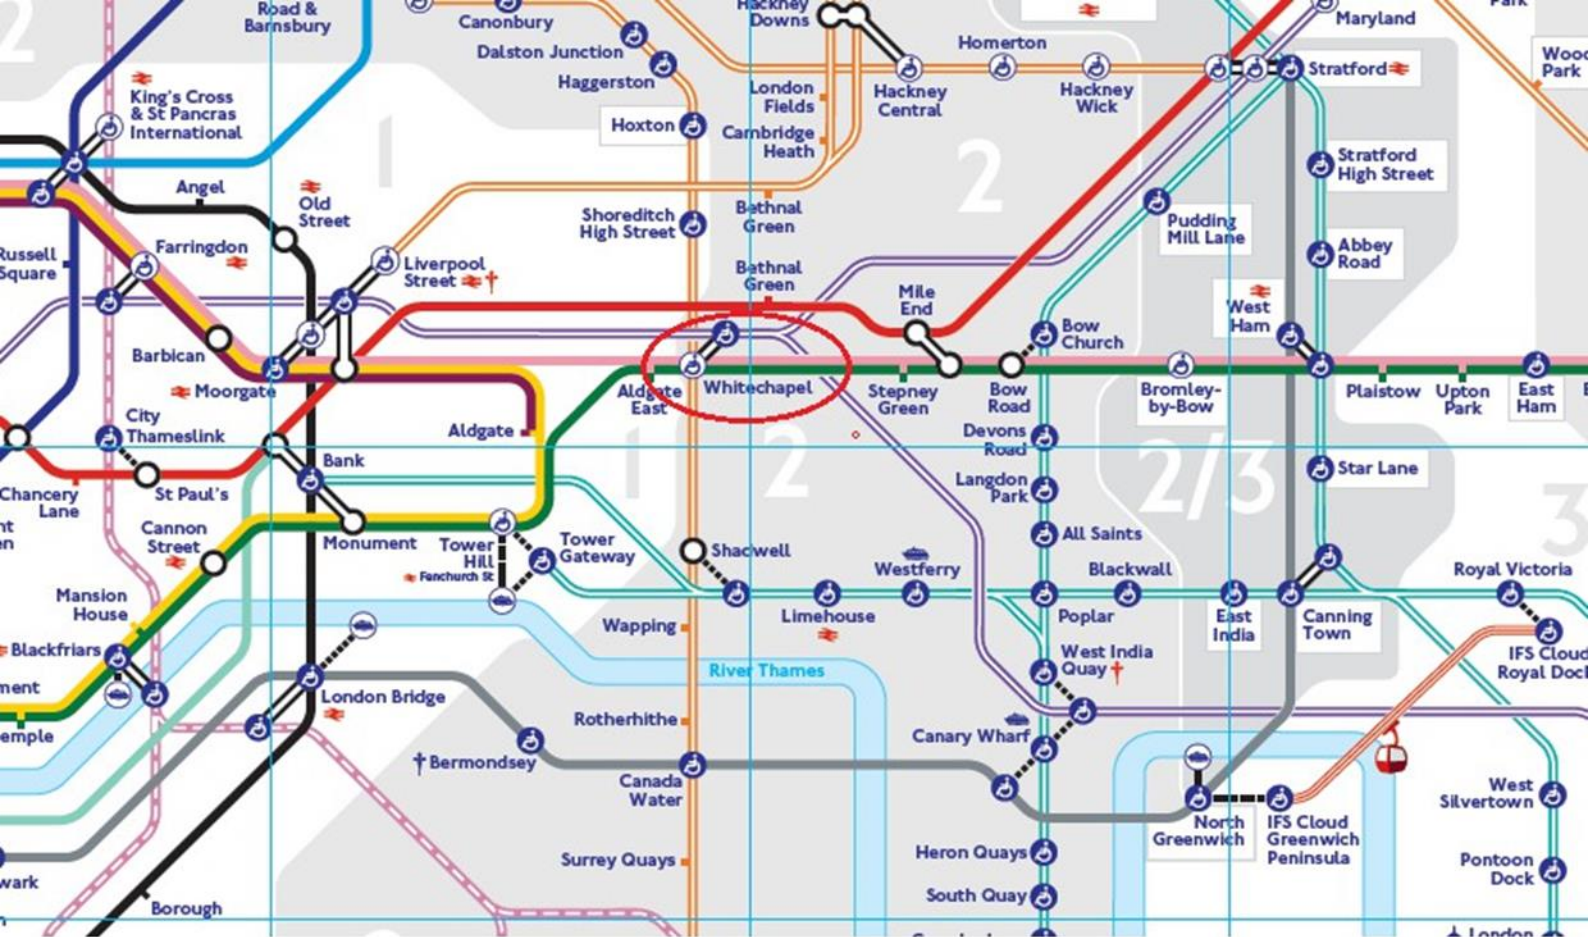 Road &
Barnsbury
Canonbury
Dalston Junction
Haggerston
Hackney
Downs
Homerton
Maryland
Park
King's Cross
& St Pancras
International
Hoxton
London
Fields
Cambridge
Heath
Hackney
Central
Hackney
Wick
Stratford
Park
2
1
2
Angel
Old
Street
Shoreditch
High Street
Bethnal
Green
Stratford
High Street
Pudding
Mill Lane
Abbey
Road
Russell
Square
Farringdon
Liverpool
Street †
Bethnal
Green
Mile
End
West
Ham
Bow
Church
Barbican
Moorgate
Aldgate
East
Whitechapel
Stepney
Green
Bow
Road
Bromley-
by-Bow
Plaistow
Upton
Park
East
Ham
City
Thameslink
Aldgate
Devons
Road
1
2
2/3
3
Bank
Star Lane
Langdon
Park
Chancery
Lane
St Paul's
Cannon
Street
Monument
Tower
Hill
Fenchurch St
Tower
Gateway
Shadwell
All Saints
Westferry
Blackwall
Royal Victoria
Mansion
House
Limehouse
Poplar
East
India
Canning
Town
Wapping
Blackfriars
West India
Quay †
IFS Cloud
River Thames
London Bridge
Rotherhithe
Canary Wharf
† Bermondsey
Canada
Water
West
Silvertown
North
Greenwich
IFS Cloud
Greenwich
Peninsula
Heron Quays
Surrey Quays
Pontoon
Dock
South Quay
Borough
London